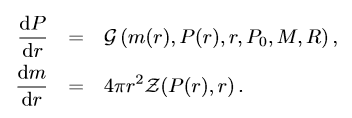 dP/dr = 𝒢 (m(r), P(r), r, P₀, M, R) ,
dm/dr = 4πr²𝒵(P(r), r) .